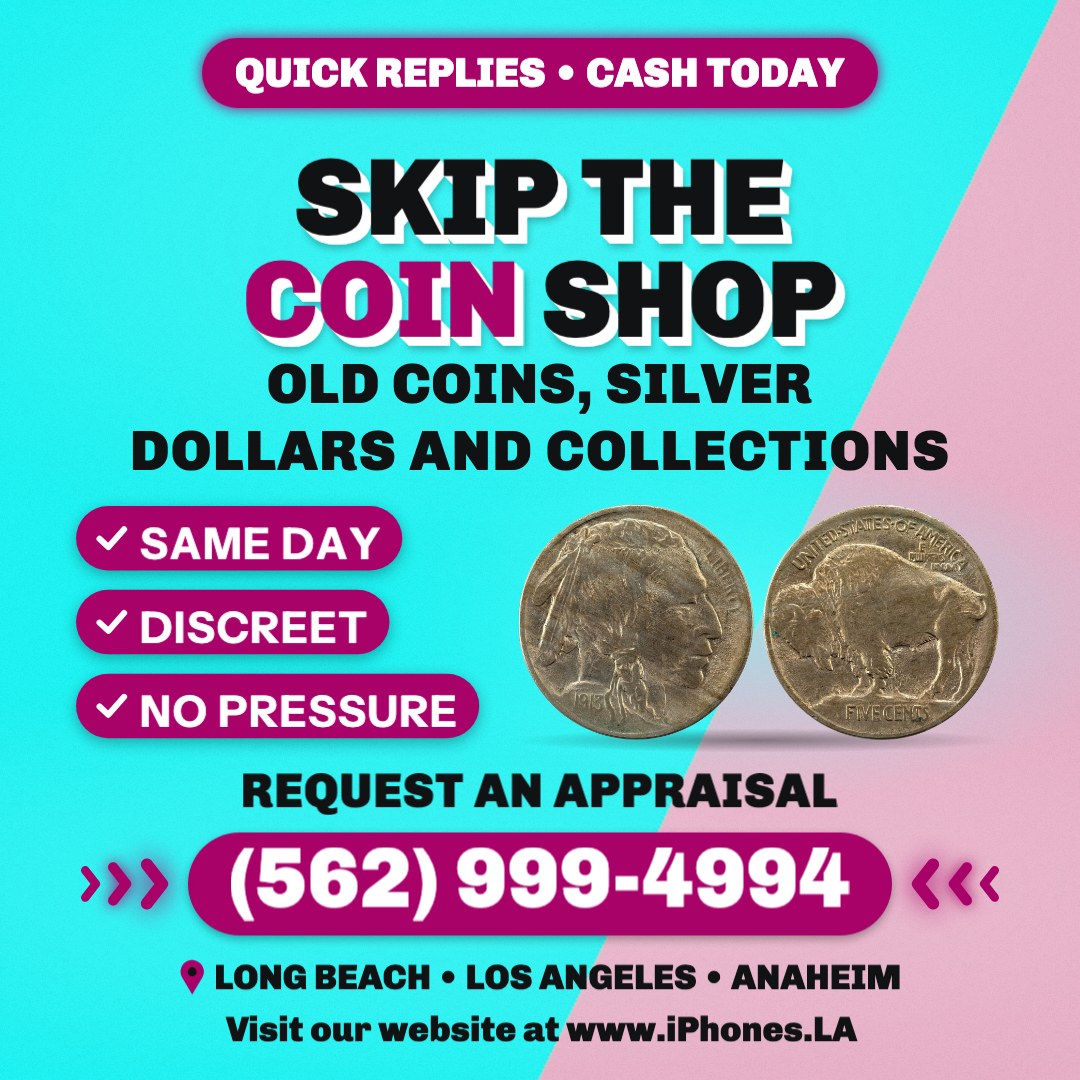 QUICK REPLIES • CASH TODAY
SKIP THE
COIN SHOP
OLD COINS, SILVER
DOLLARS AND COLLECTIONS
✓ SAME DAY
✓ DISCREET
✓ NO PRESSURE
LIBERTY
1913
UNITED·STATES·OF·AMERICA
E
PLURIBUS
UNUM
FIVE CENTS
REQUEST AN APPRAISAL
(562) 999-4994
LONG BEACH • LOS ANGELES • ANAHEIM
Visit our website at www.iPhones.LA